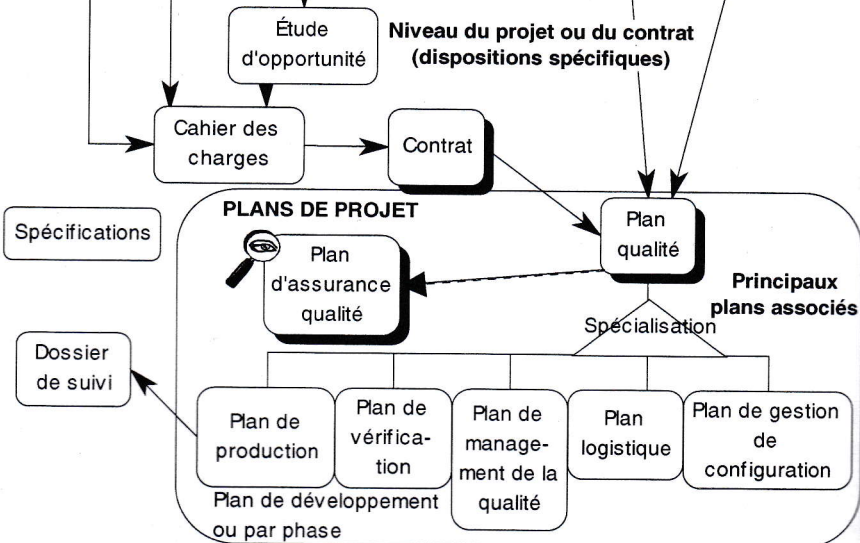 Étude
d'opportunité
Niveau du projet ou du contrat
(dispositions spécifiques)
Cahier des
charges
Contrat
PLANS DE PROJET
Plan
qualité
Spécifications
Plan
d'assurance
qualité
Principaux
plans associés
Spécialisation
Dossier
de suivi
Plan de
production
Plan de
vérifica-
tion
Plan de
manage-
ment de la
qualité
Plan
logistique
Plan de gestion
de
configuration
Plan de développement
ou par phase